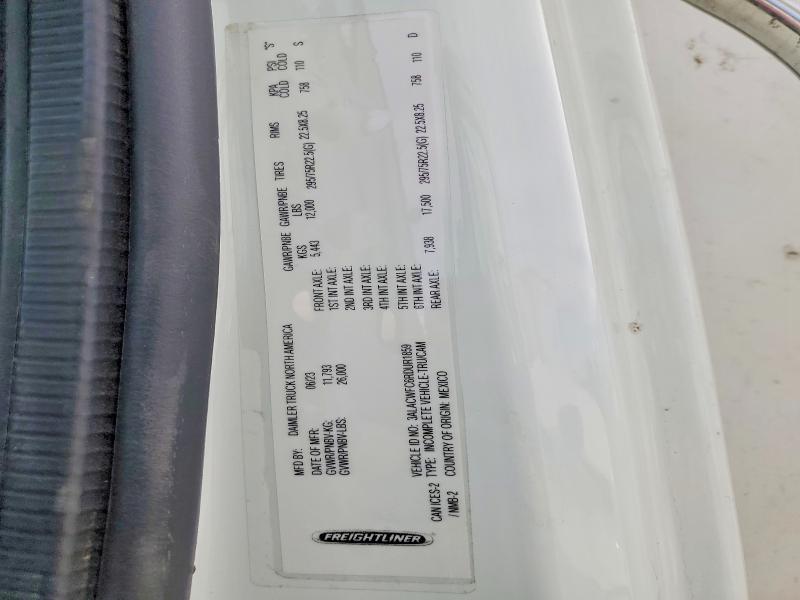 FREIGHTLINER
MFD BY: DAIMLER TRUCK NORTH AMERICA
DATE OF MFR: 06/23
GVWR/PNBV-KG: 11,793
GVWR/PNBV-LBS: 26,000
VEHICLE ID NO: 3ALACWFC6RDUR1859
TYPE: INCOMPLETE VEHICLE-TRU/CAM
COUNTRY OF ORIGIN: MEXICO
CAN ICES-2
/ NMB-2
GAWR/PNBE KGS GAWR/PNBE LBS TIRES RIMS KPA COLD PSI COLD "S"
FRONT AXLE: 5,443 12,000 295/75R22.5(G) 22.5X8.25 758 110 S
1ST INT AXLE:
2ND INT AXLE:
3RD INT AXLE:
4TH INT AXLE:
5TH INT AXLE:
6TH INT AXLE:
REAR AXLE: 7,938 17,500 295/75R22.5(G) 22.5X8.25 758 110 D